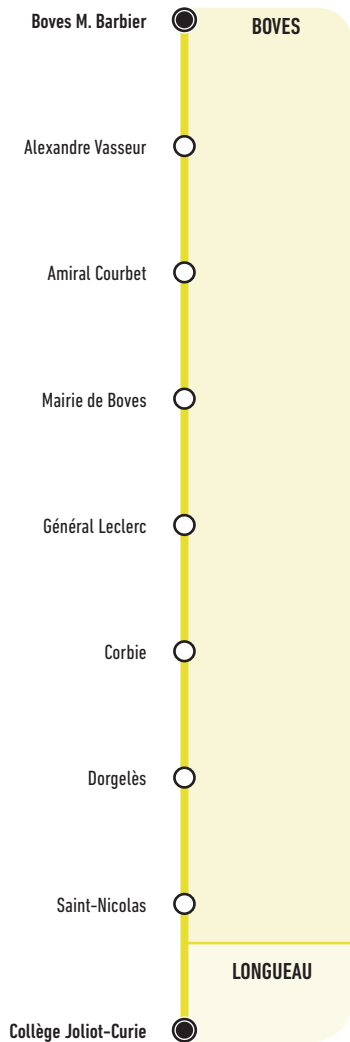 Boves M. Barbier
BOVES
Alexandre Vasseur
Amiral Courbet
Mairie de Boves
Général Leclerc
Corbie
Dorgelès
Saint-Nicolas
LONGUEAU
Collège Joliot-Curie